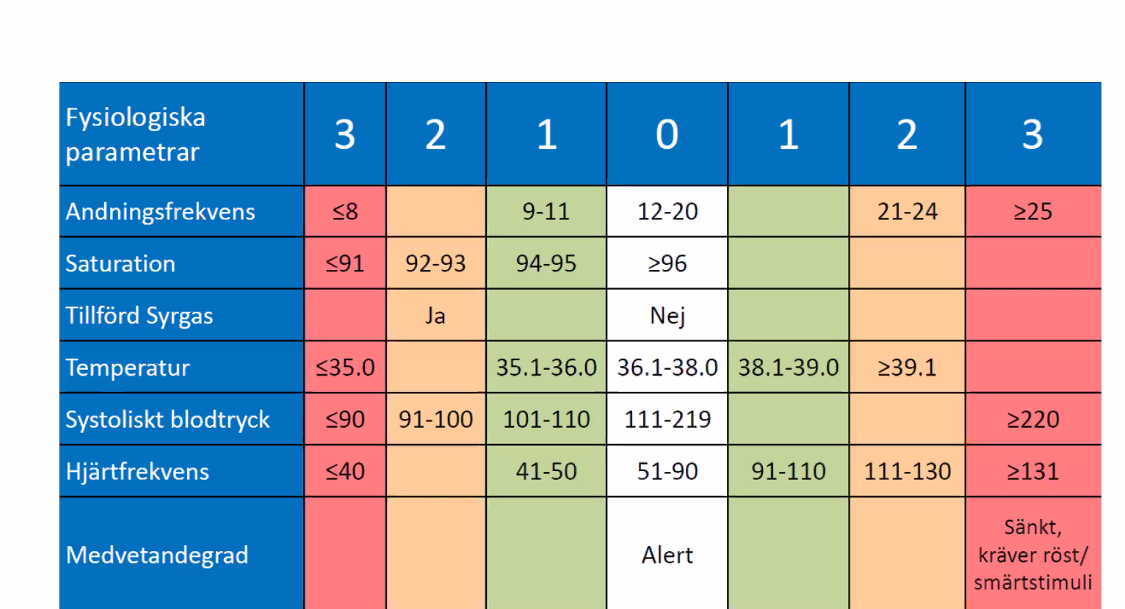 Fysiologiska
parametrar 3 2 1 0 1 2 3
Andningsfrekvens ≤8 9-11 12-20 21-24 ≥25
Saturation ≤91 92-93 94-95 ≥96
Tillförd Syrgas Ja Nej
Temperatur ≤35.0 35.1-36.0 36.1-38.0 38.1-39.0 ≥39.1
Systoliskt blodtryck ≤90 91-100 101-110 111-219 ≥220
Hjärtfrekvens ≤40 41-50 51-90 91-110 111-130 ≥131
Medvetandegrad Alert Sänkt,
kräver röst/
smärtstimuli